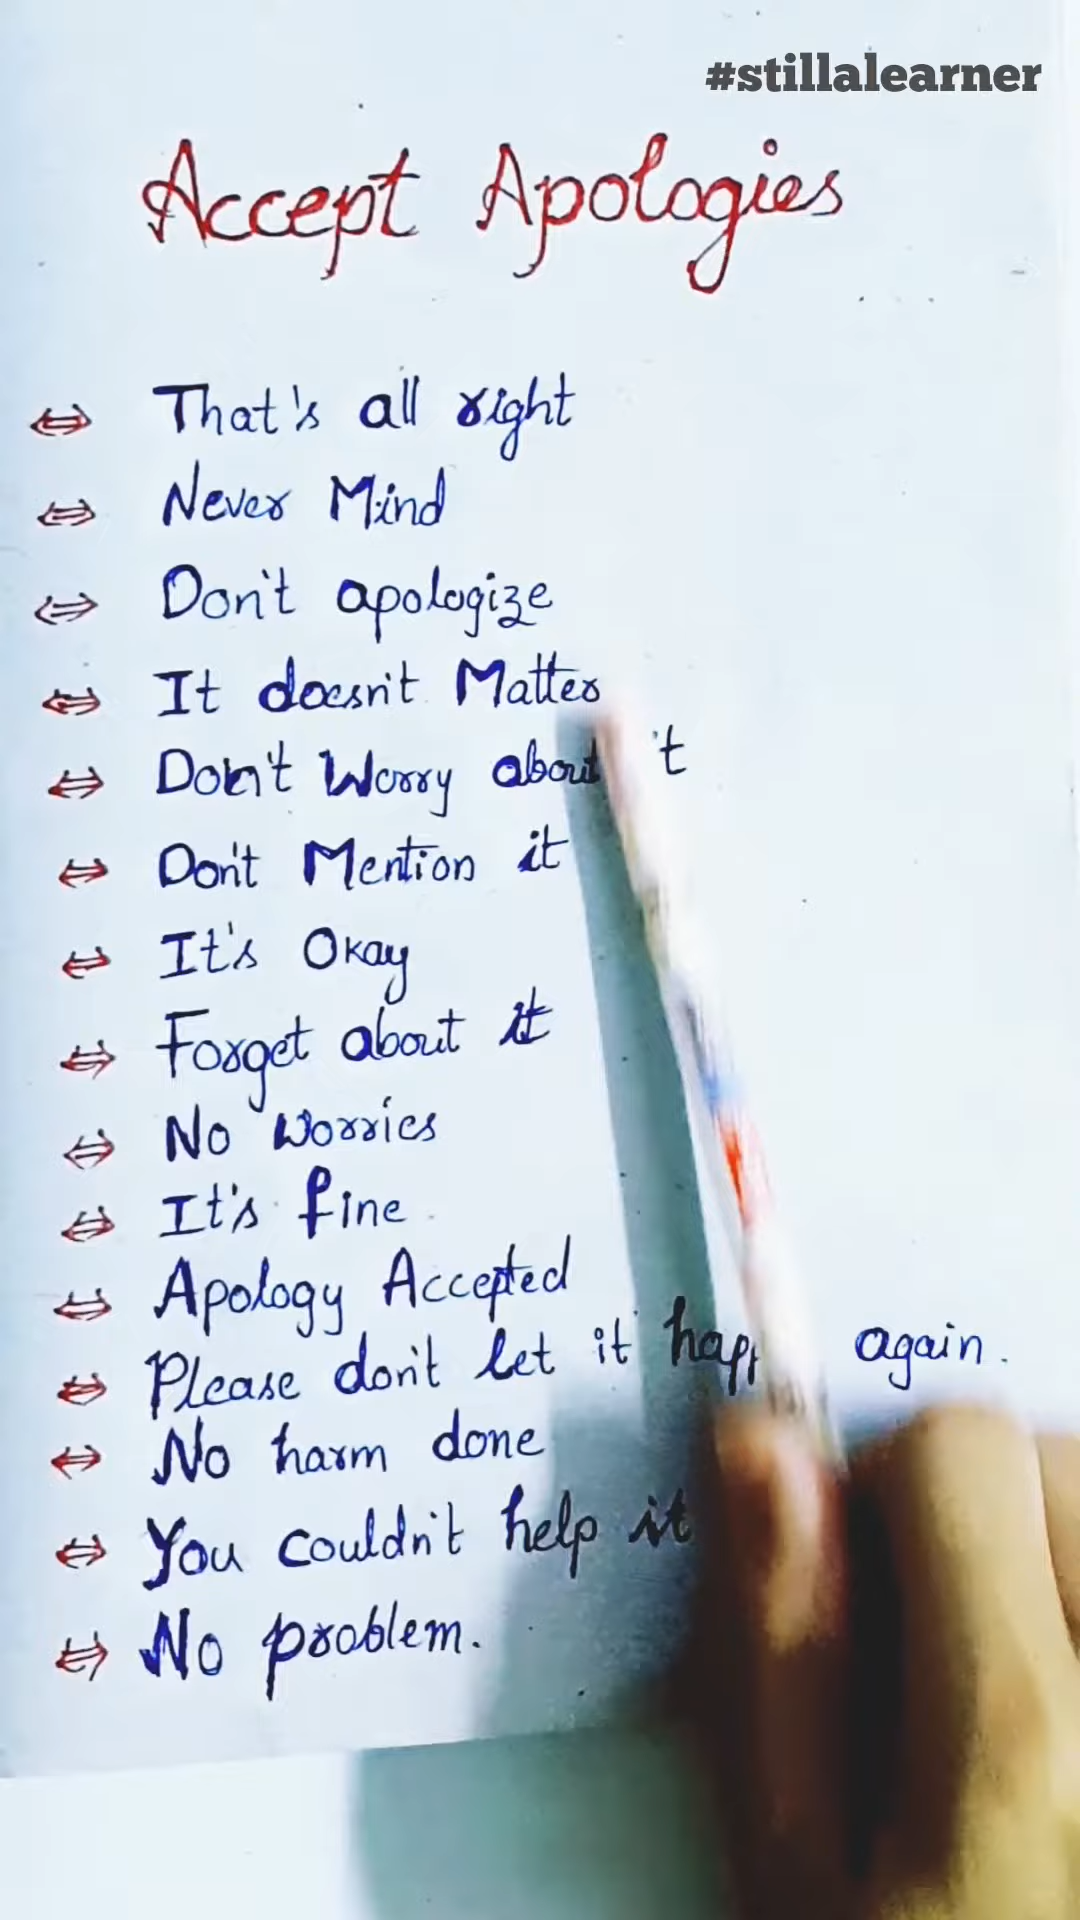 #stillalearner
Accept Apologies
That's all right
Never Mind
Don't apologize
It doesn't Matter
Don't Worry about
Don't Mention it
It's Okay
Forget about it
No Worries
It's fine
Apology Accepted
Please don't let it again.
No harm done
You couldn't help it
No problem.